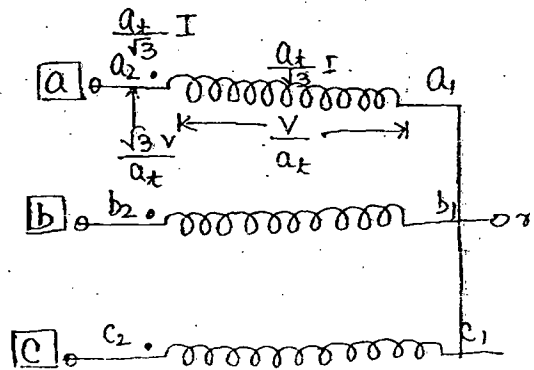 a_t/√3 I
a a₂ a_t/√3 I a₁
√3 V/a_t V/a_t
b b₂ b₁
c c₂ c₁